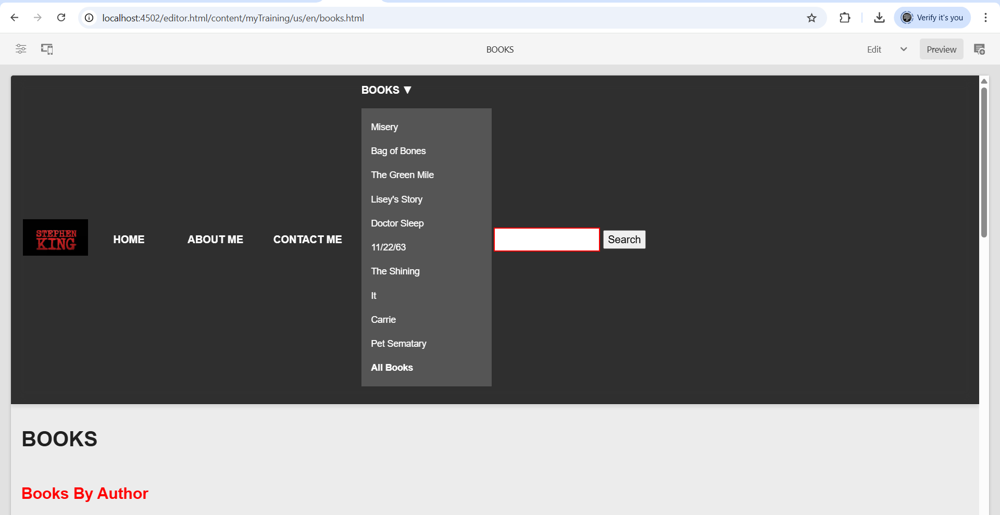 localhost:4502/editor.html/content/myTraining/us/en/books.html
Verify it's you
BOOKS
Edit
Preview
BOOKS ▼
Misery
Bag of Bones
The Green Mile
Lisey's Story
Doctor Sleep
11/22/63
The Shining
It
Carrie
Pet Sematary
All Books
STEPHEN
KING
HOME
ABOUT ME
CONTACT ME
Search
BOOKS
Books By Author